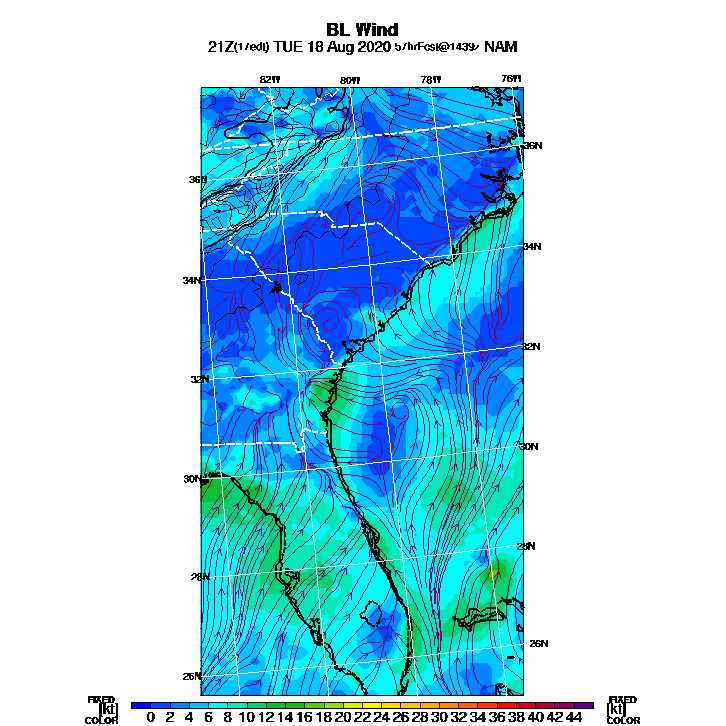 BL Wind
21Z(17edt) TUE 18 Aug 2020 57hrFcst@1439z NAM
82W 80W 78W 76W
36N
36N
34N
34N
32N
32N
30N
30N
28N
28N
26N
26N
FIXED FIXED
[kt] 0 2 4 6 8 10 12 14 16 18 20 22 24 26 28 30 32 34 36 38 40 42 44 [kt]
COLOR COLOR